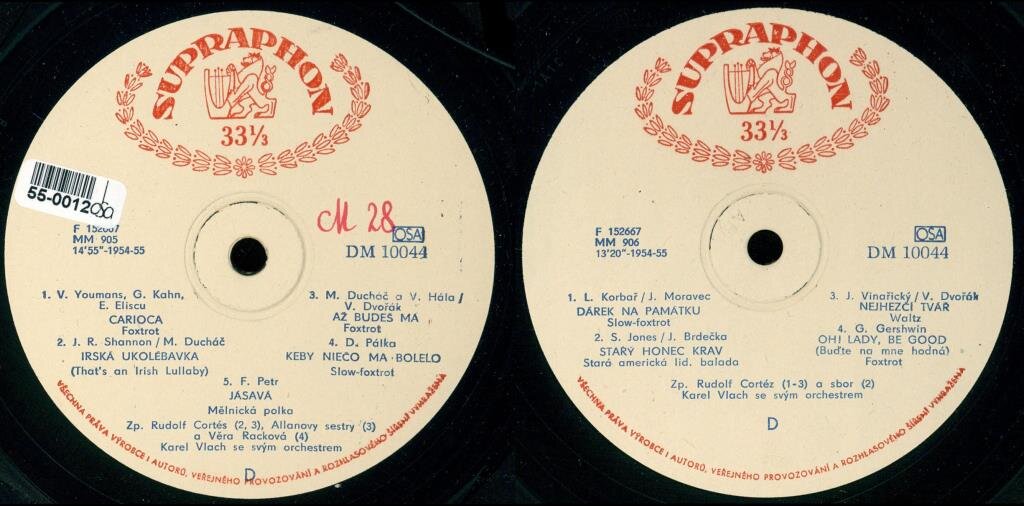 SUPRAPHON
33⅓
55-0012
OSA
M 28
F 152667
MM 905
14'55"-1954-55
OSA
DM 10044
1. V. Youmans, G. Kahn,
E. Eliscu
CARIOCA
Foxtrot
2. J. R. Shannon/M. Ducháč
IRSKÁ UKOLÉBAVKA
(That's an Irish Lullaby)
3. M. Ducháč a V. Hála/
V. Dvořák
AŽ BUDEŠ MÁ
Foxtrot
4. D. Pálka
KEBY NIEČO MA BOLELO
Slow-foxtrot
5. F. Petr
JÁSAVÁ
Mělnická polka
Zp. Rudolf Cortés (2, 3), Allanovy sestry (3)
a Věra Racková (4)
Karel Vlach se svým orchestrem
D
VŠECHNA PRÁVA VÝROBCE I AUTORŮ, VEŘEJNÉHO PROVOZOVÁNÍ A ROZHLASOVÉHO ŠÍŘENÍ VYHRAŽENA
SUPRAPHON
33⅓
F 152667
MM 906
13'20"-1954-55
OSA
DM 10044
1. L. Korbař/J. Moravec
DÁREK NA PAMÁTKU
Slow-foxtrot
2. S. Jones/J. Brdečka
STARÝ HONEC KRAV
Stará americká lid. balada
3. J. Vinařický/V. Dvořák
NEJHEZČÍ TVÁŘ
Waltz
4. G. Gershwin
OH! LADY, BE GOOD
(Buďte na mne hodná)
Foxtrot
Zp. Rudolf Cortéz (1-3) a sbor (2)
Karel Vlach se svým orchestrem
D
VŠECHNA PRÁVA VÝROBCE I AUTORŮ, VEŘEJNÉHO PROVOZOVÁNÍ A ROZHLASOVÉHO ŠÍŘENÍ VYHRAŽENA